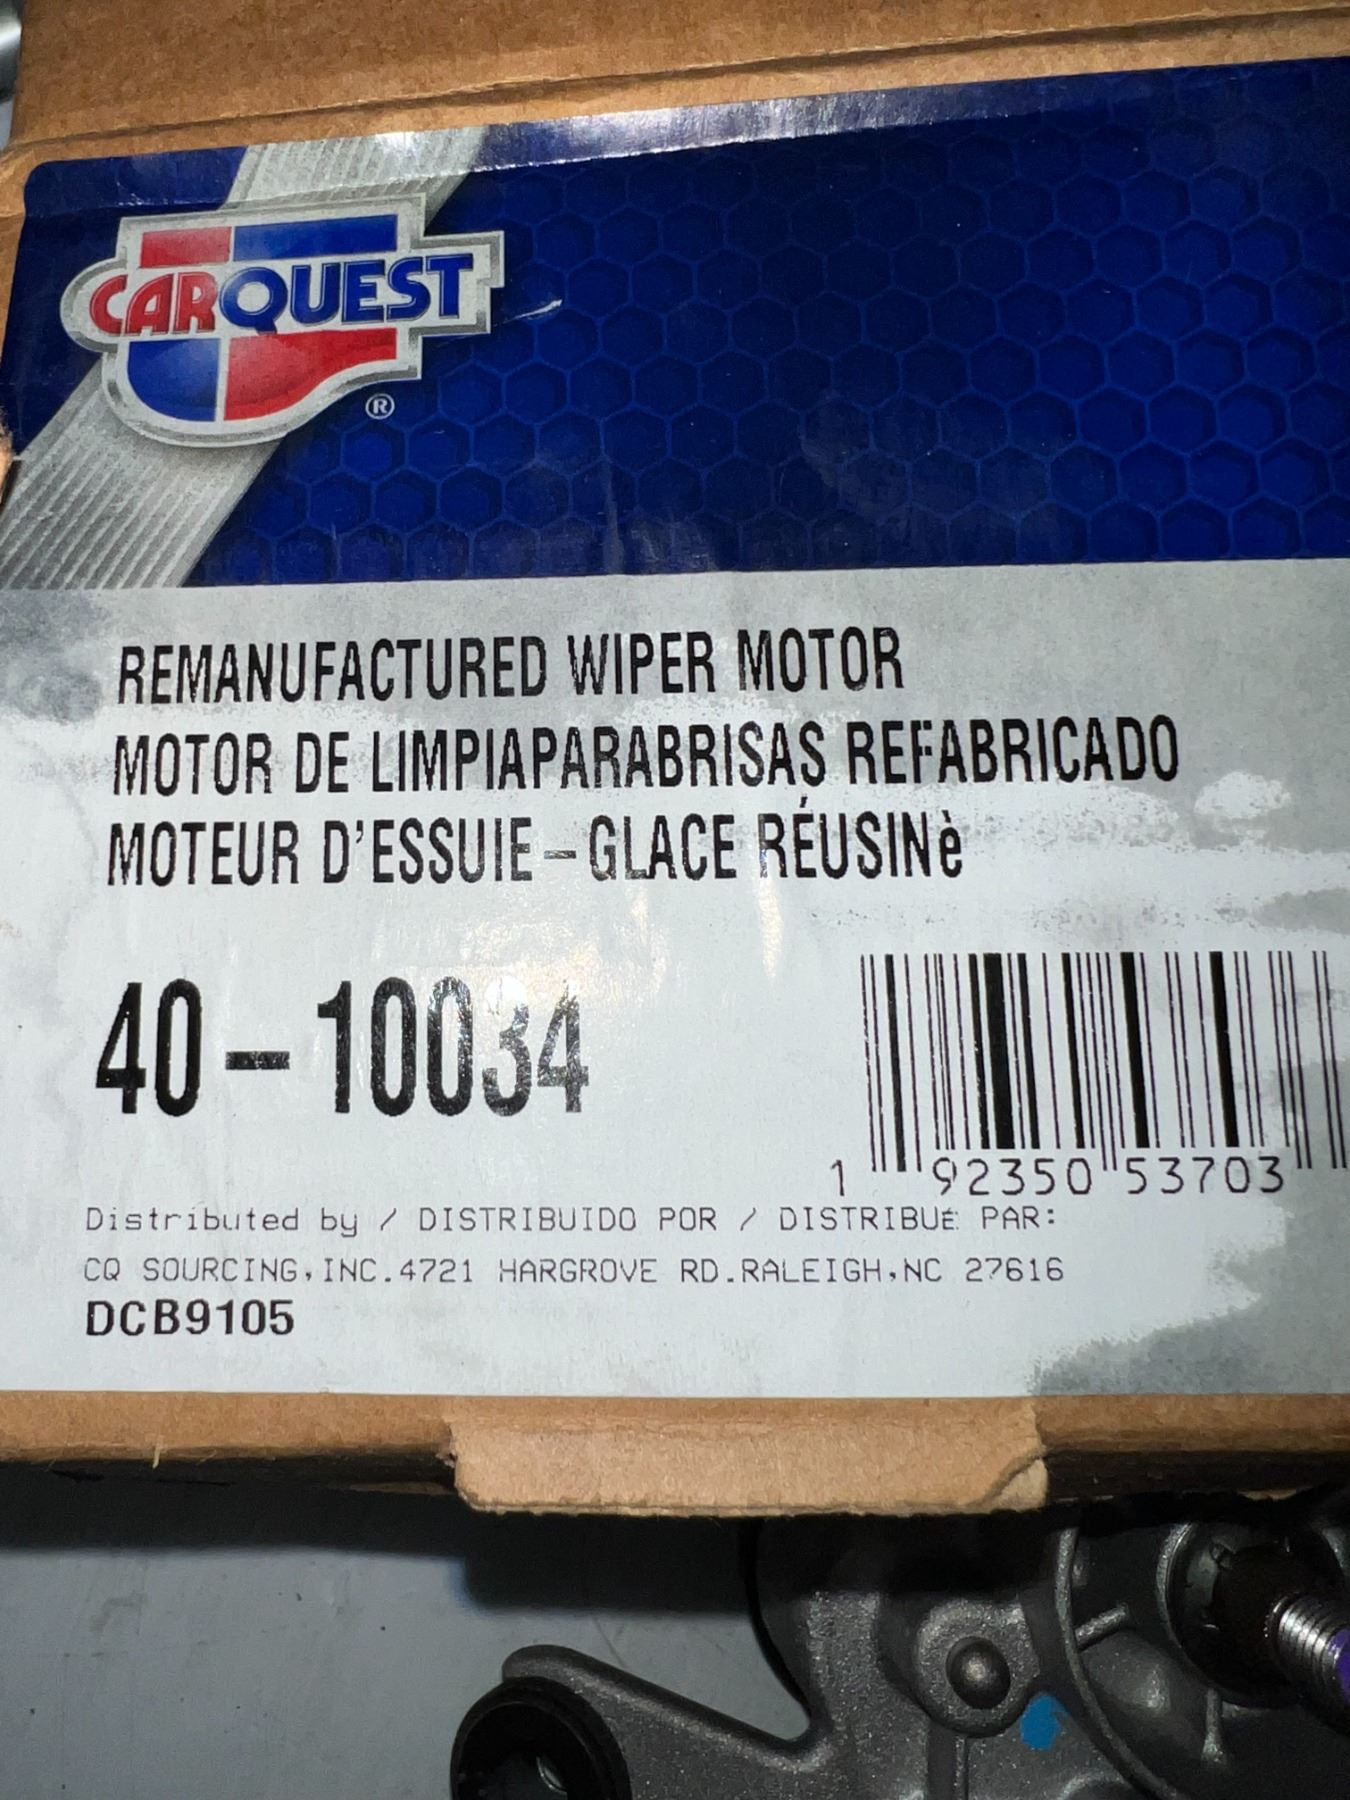 CARQUEST
®
REMANUFACTURED WIPER MOTOR
MOTOR DE LIMPIAPARABRISAS REFABRICADO
MOTEUR D'ESSUIE-GLACE RÉUSINè
40-10034
1 92350 53703
Distributed by / DISTRIBUIDO POR / DISTRIBUÉ PAR:
CQ SOURCING,INC.4721 HARGROVE RD.RALEIGH,NC 27616
DCB9105